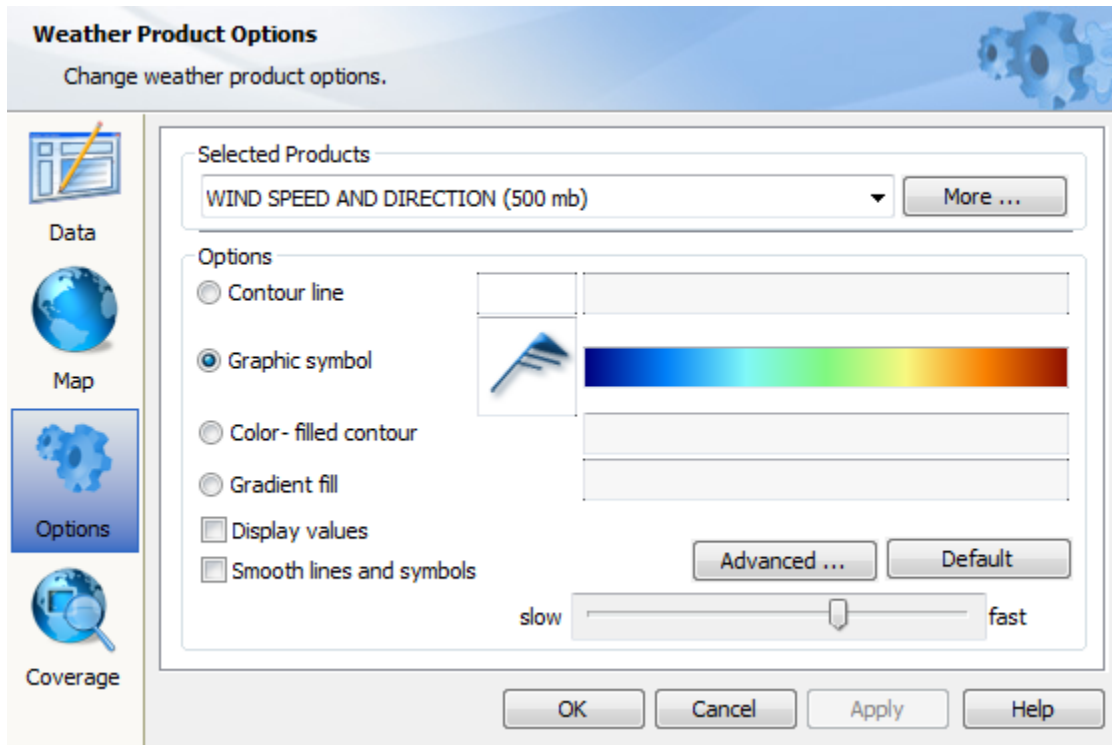 Weather Product Options
Change weather product options.
Data
Map
Options
Coverage
Selected Products
WIND SPEED AND DIRECTION (500 mb)
More ...
Options
Contour line
Graphic symbol
Color- filled contour
Gradient fill
Display values
Smooth lines and symbols
Advanced ...
Default
slow
fast
OK
Cancel
Apply
Help